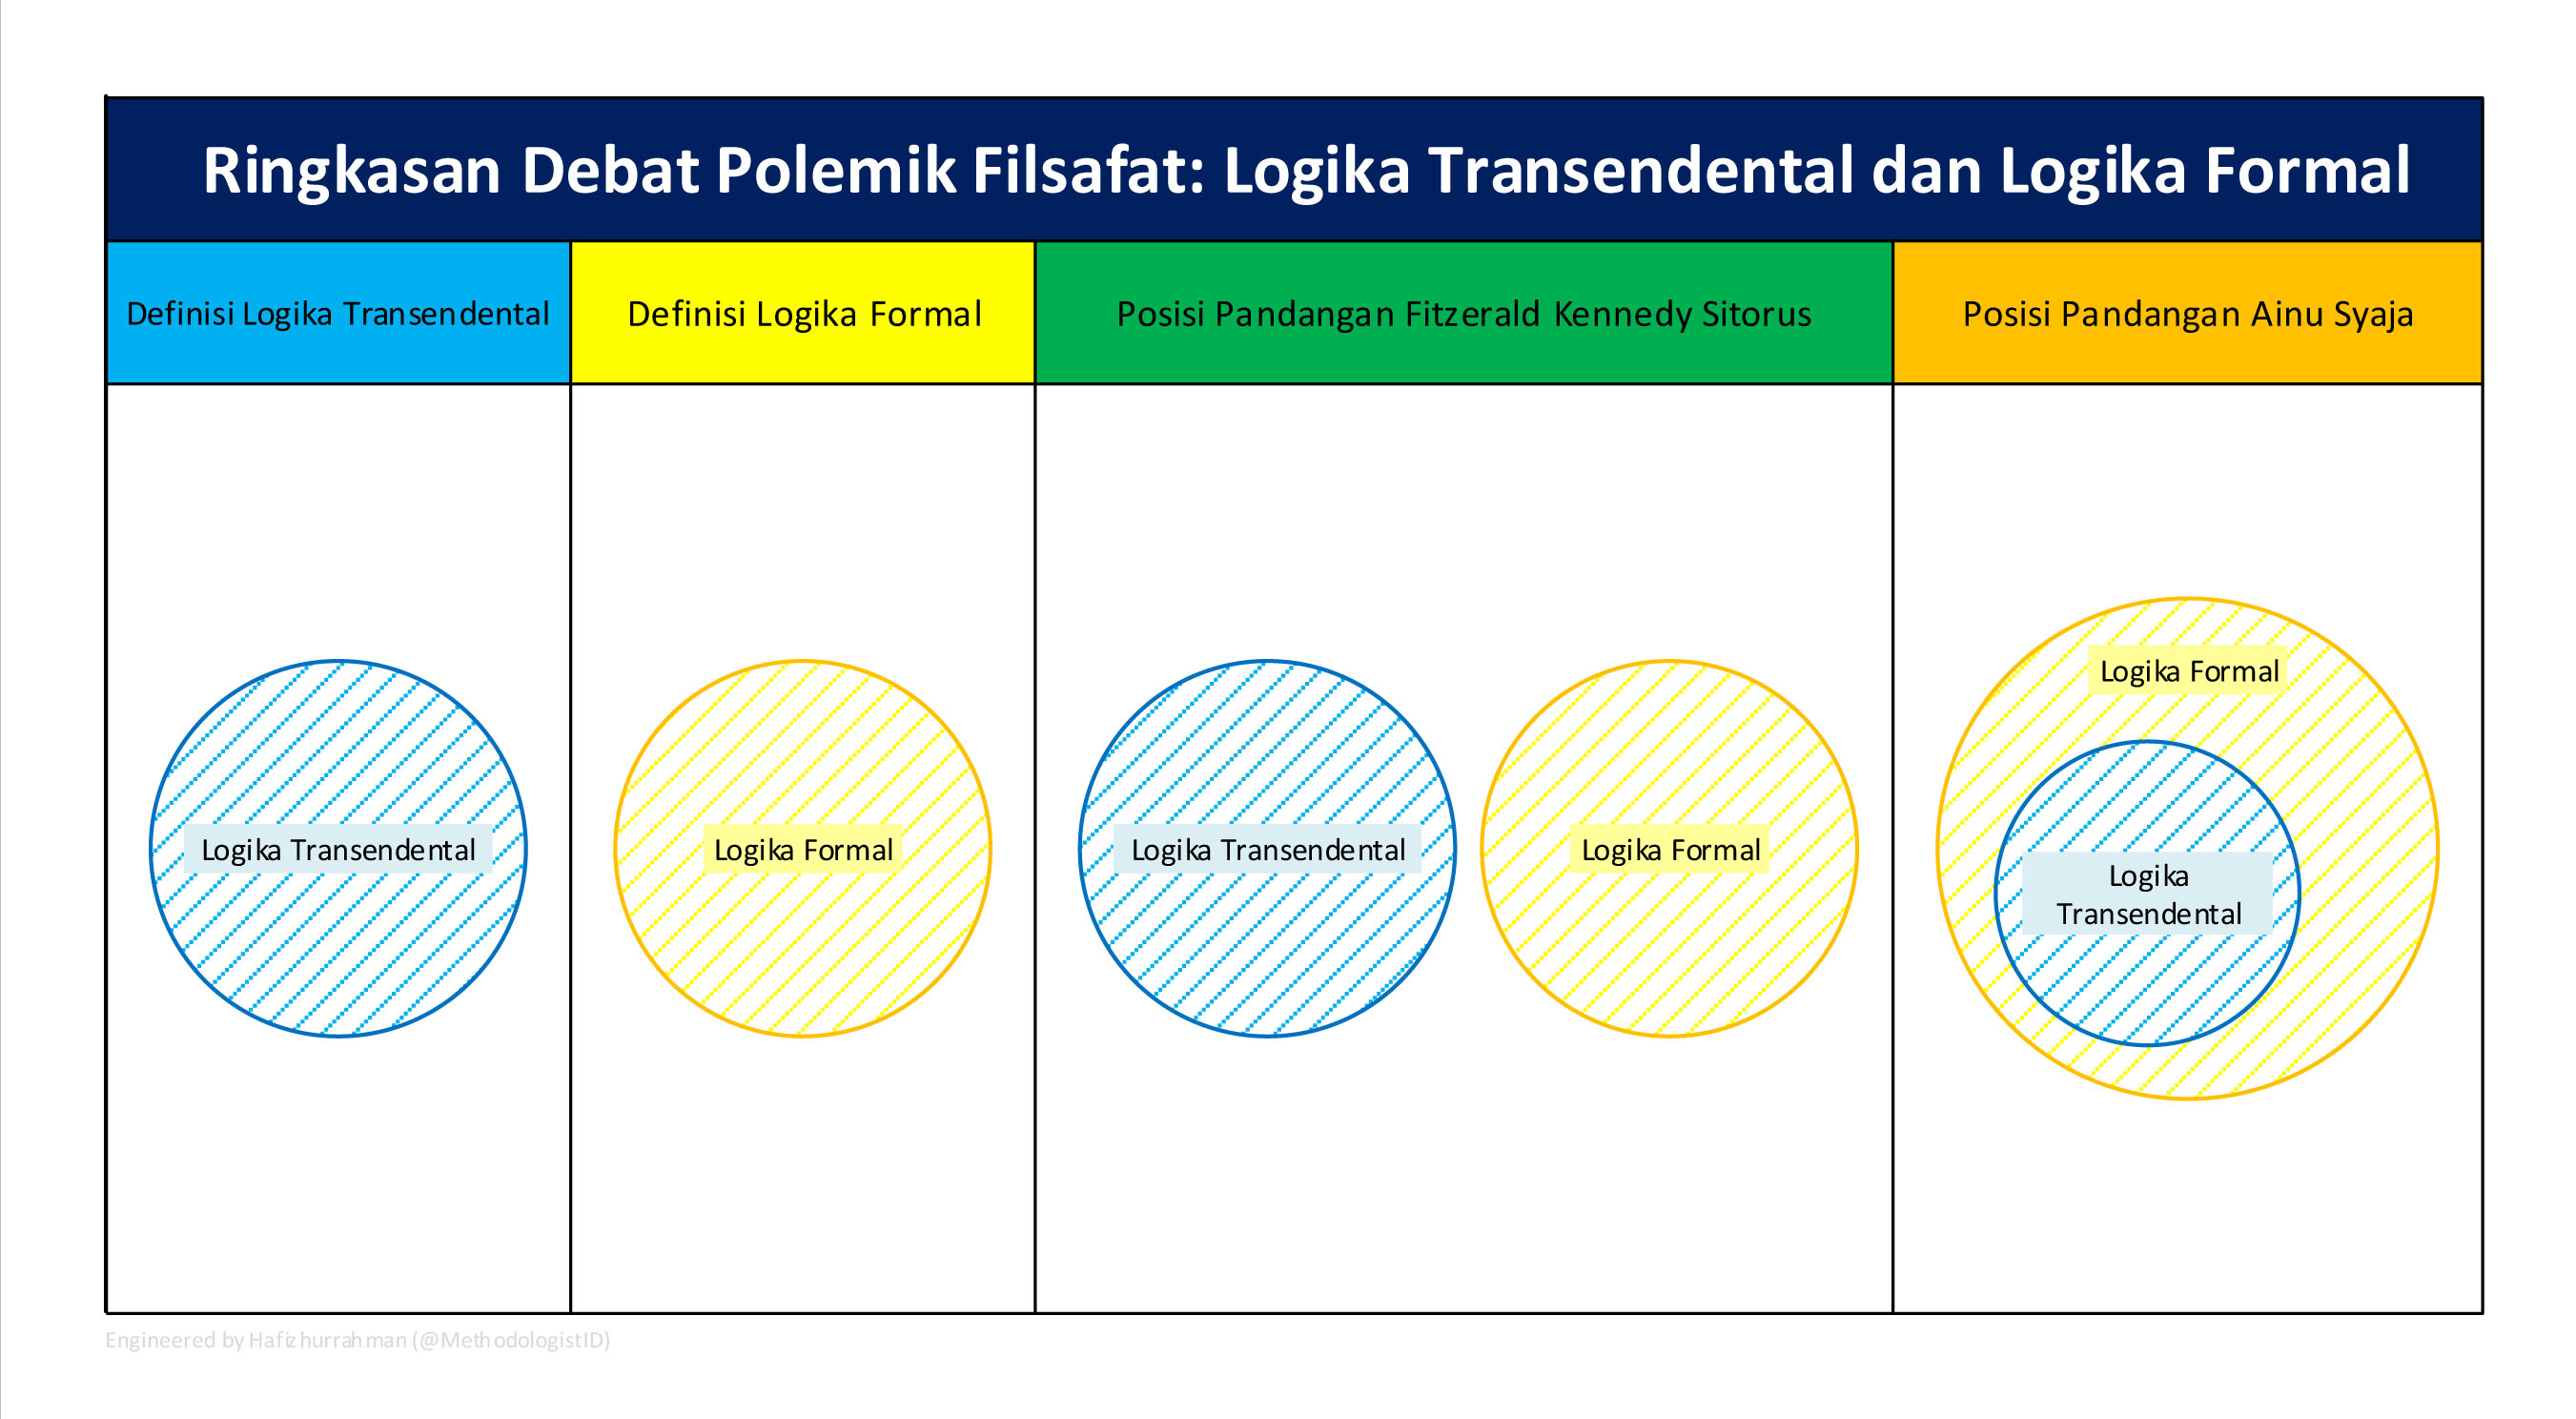 Ringkasan Debat Polemik Filsafat: Logika Transendental dan Logika Formal
Definisi Logika Transendental
Definisi Logika Formal
Posisi Pandangan Fitzerald Kennedy Sitorus
Posisi Pandangan Ainu Syaja
Logika Transendental
Logika Formal
Logika Transendental
Logika Formal
Logika Formal
Logika
Transendental
Engineered by Hafizhurrahman (@MethodologistID)